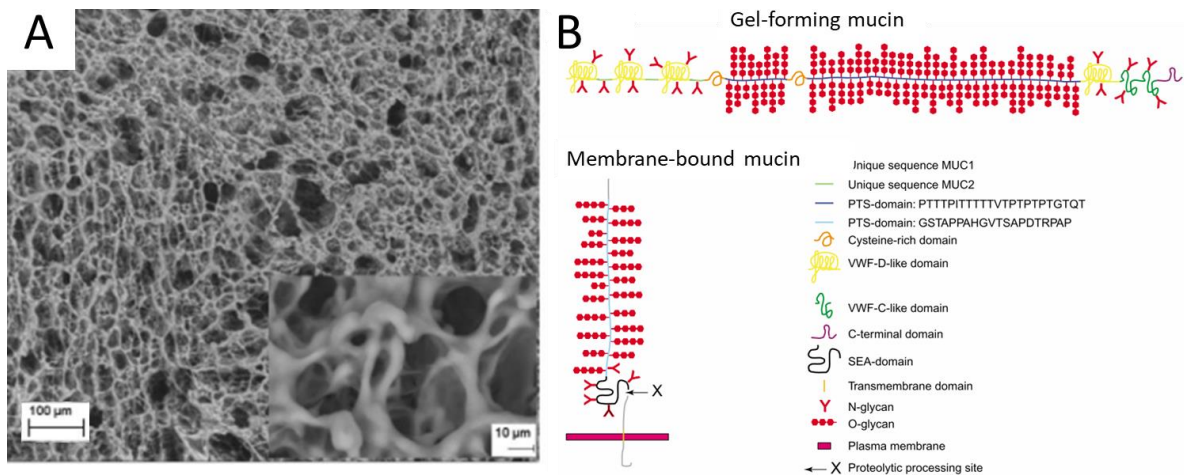 A
100 µm
10 µm
B
Gel-forming mucin
Membrane-bound mucin
Unique sequence MUC1
Unique sequence MUC2
PTS-domain: PTTTPITTTTTVTPTPTPTGTQT
PTS-domain: GSTAPPAHGVTSAPDTRPAP
Cysteine-rich domain
VWF-D-like domain
VWF-C-like domain
C-terminal domain
SEA-domain
Transmembrane domain
N-glycan
O-glycan
Plasma membrane
X Proteolytic processing site
X